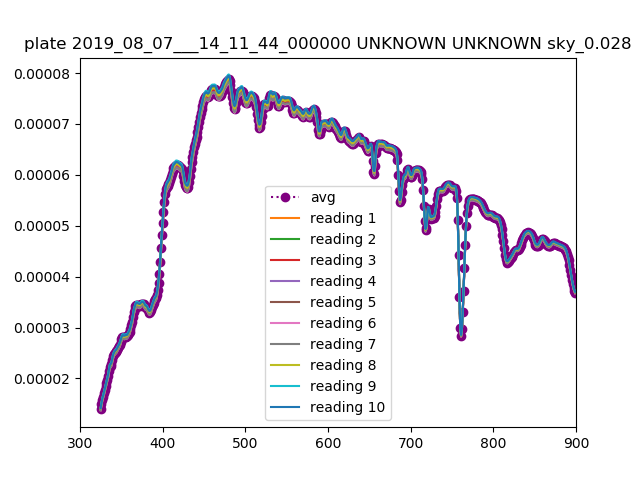 plate 2019_08_07___14_11_44_000000 UNKNOWN UNKNOWN sky_0.028
0.00008
0.00007
0.00006
0.00005
0.00004
0.00003
0.00002
avg
reading 1
reading 2
reading 3
reading 4
reading 5
reading 6
reading 7
reading 8
reading 9
reading 10
300 400 500 600 700 800 900